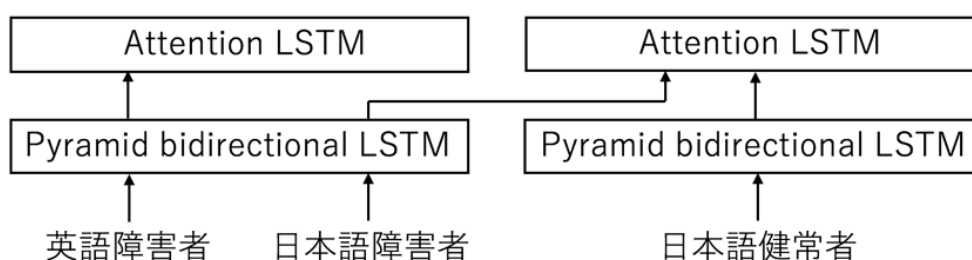 Attention LSTM
Attention LSTM
Pyramid bidirectional LSTM
Pyramid bidirectional LSTM
英語障害者
日本語障害者
日本語健常者